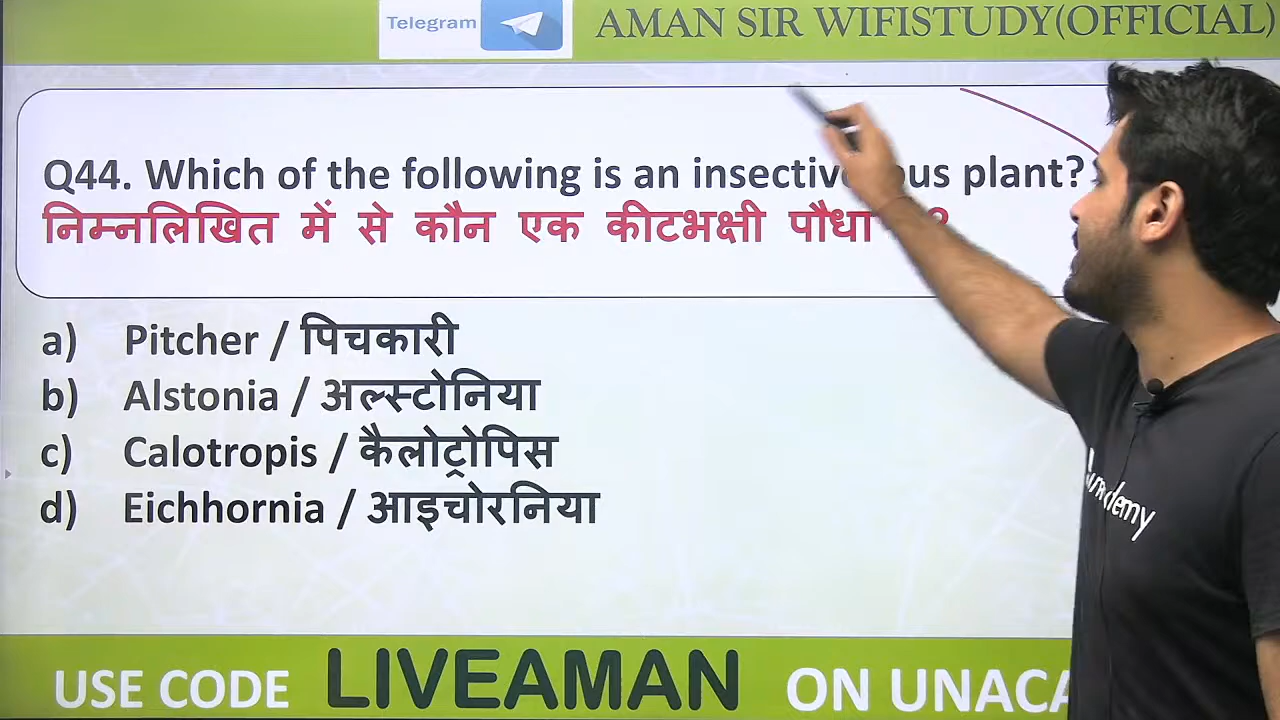 Telegram
AMAN SIR WIFISTUDY(OFFICIAL)
Q44. Which of the following is an plant?
निम्नलिखित में से कौन एक कीटभक्षी पौधा ?
a) Pitcher / पिचकारी
b) Alstonia / अल्स्टोनिया
c) Calotropis / कैलोट्रोपिस
d) Eichhornia / आइचोरनिया
USE CODE LIVEAMAN ON UNACA